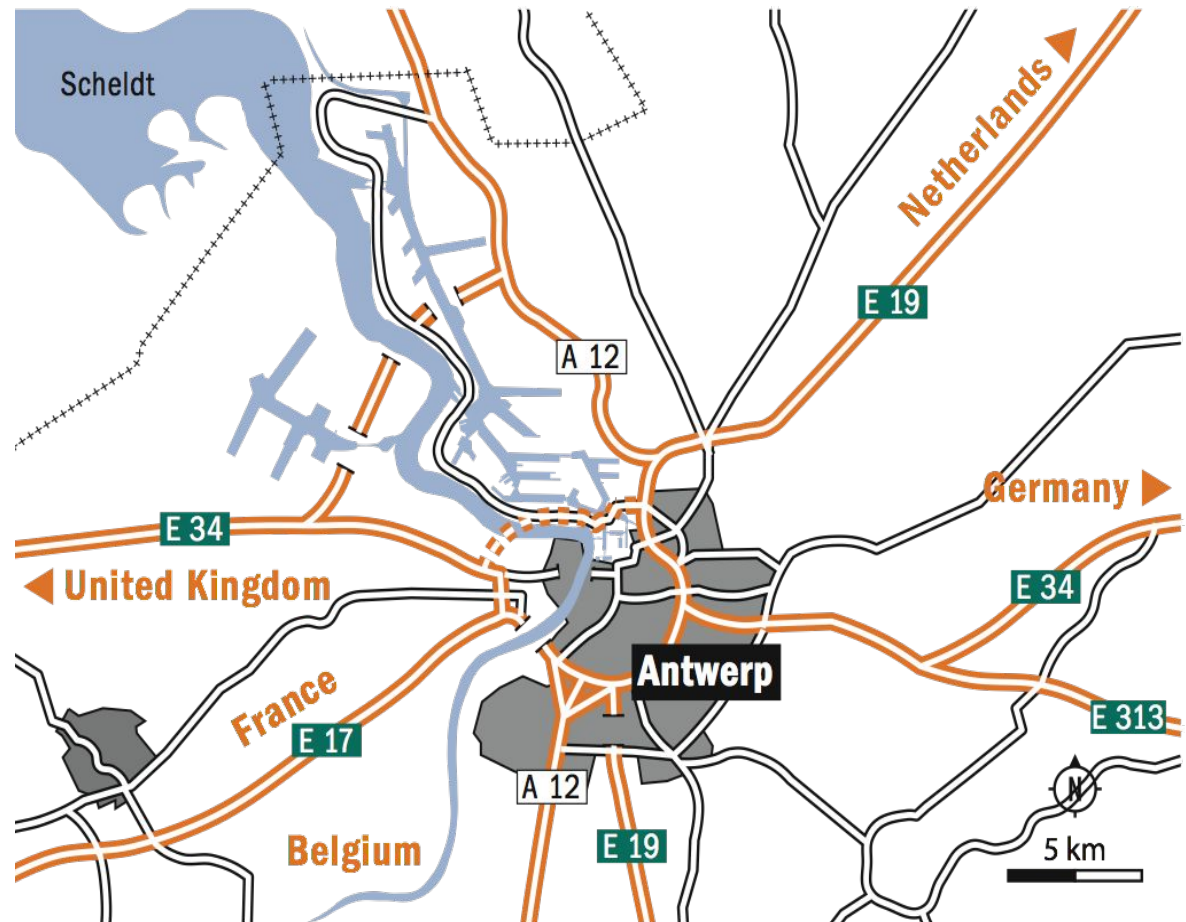 Scheldt
Netherlands
E 19
A 12
Germany
E 34
United Kingdom
E 34
Antwerp
France
E 313
E 17
A 12
N
Belgium
E 19
5 km